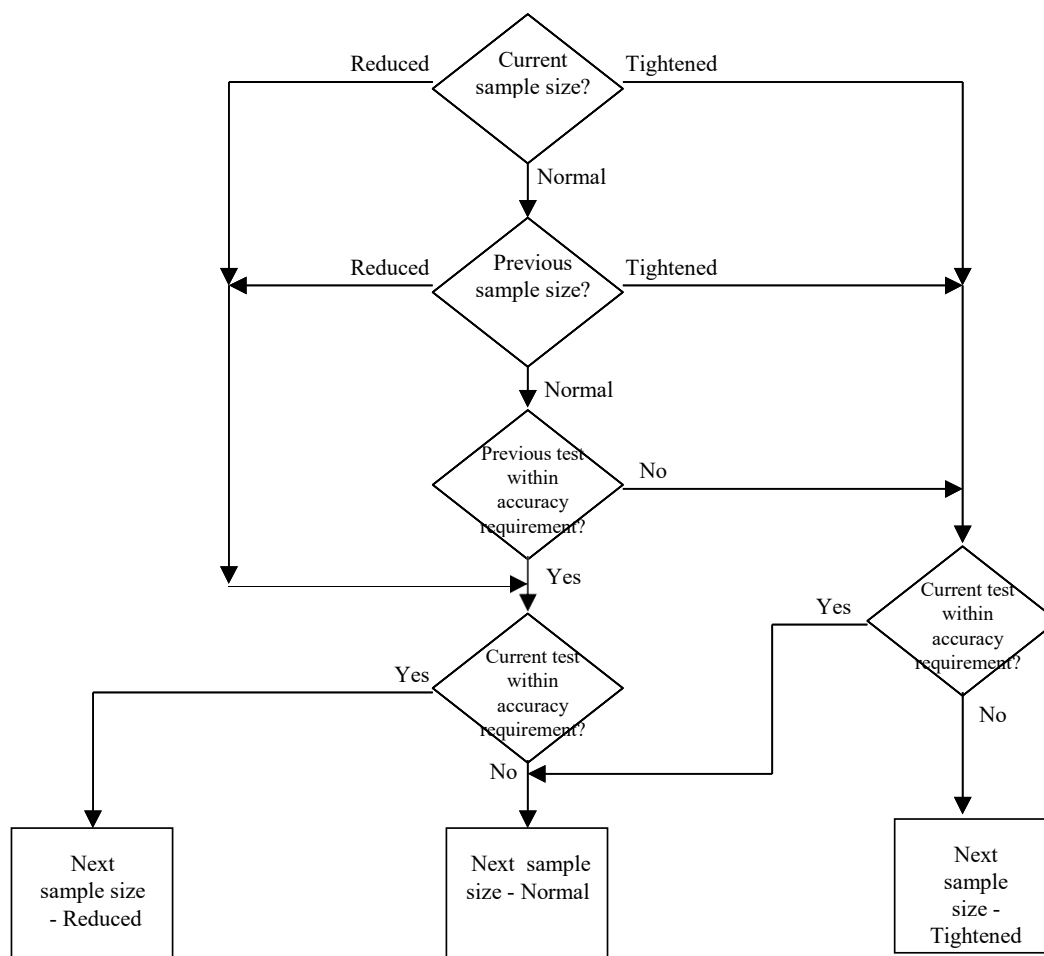 Reduced
Current
sample size?
Tightened
Normal
Reduced
Previous
sample size?
Tightened
Normal
Previous test
within
accuracy
requirement?
No
Yes
Current test
within
accuracy
requirement?
Yes
No
Yes
Current test
within
accuracy
requirement?
No
Next
sample size
- Reduced
Next sample
size - Normal
Next
sample
size -
Tightened